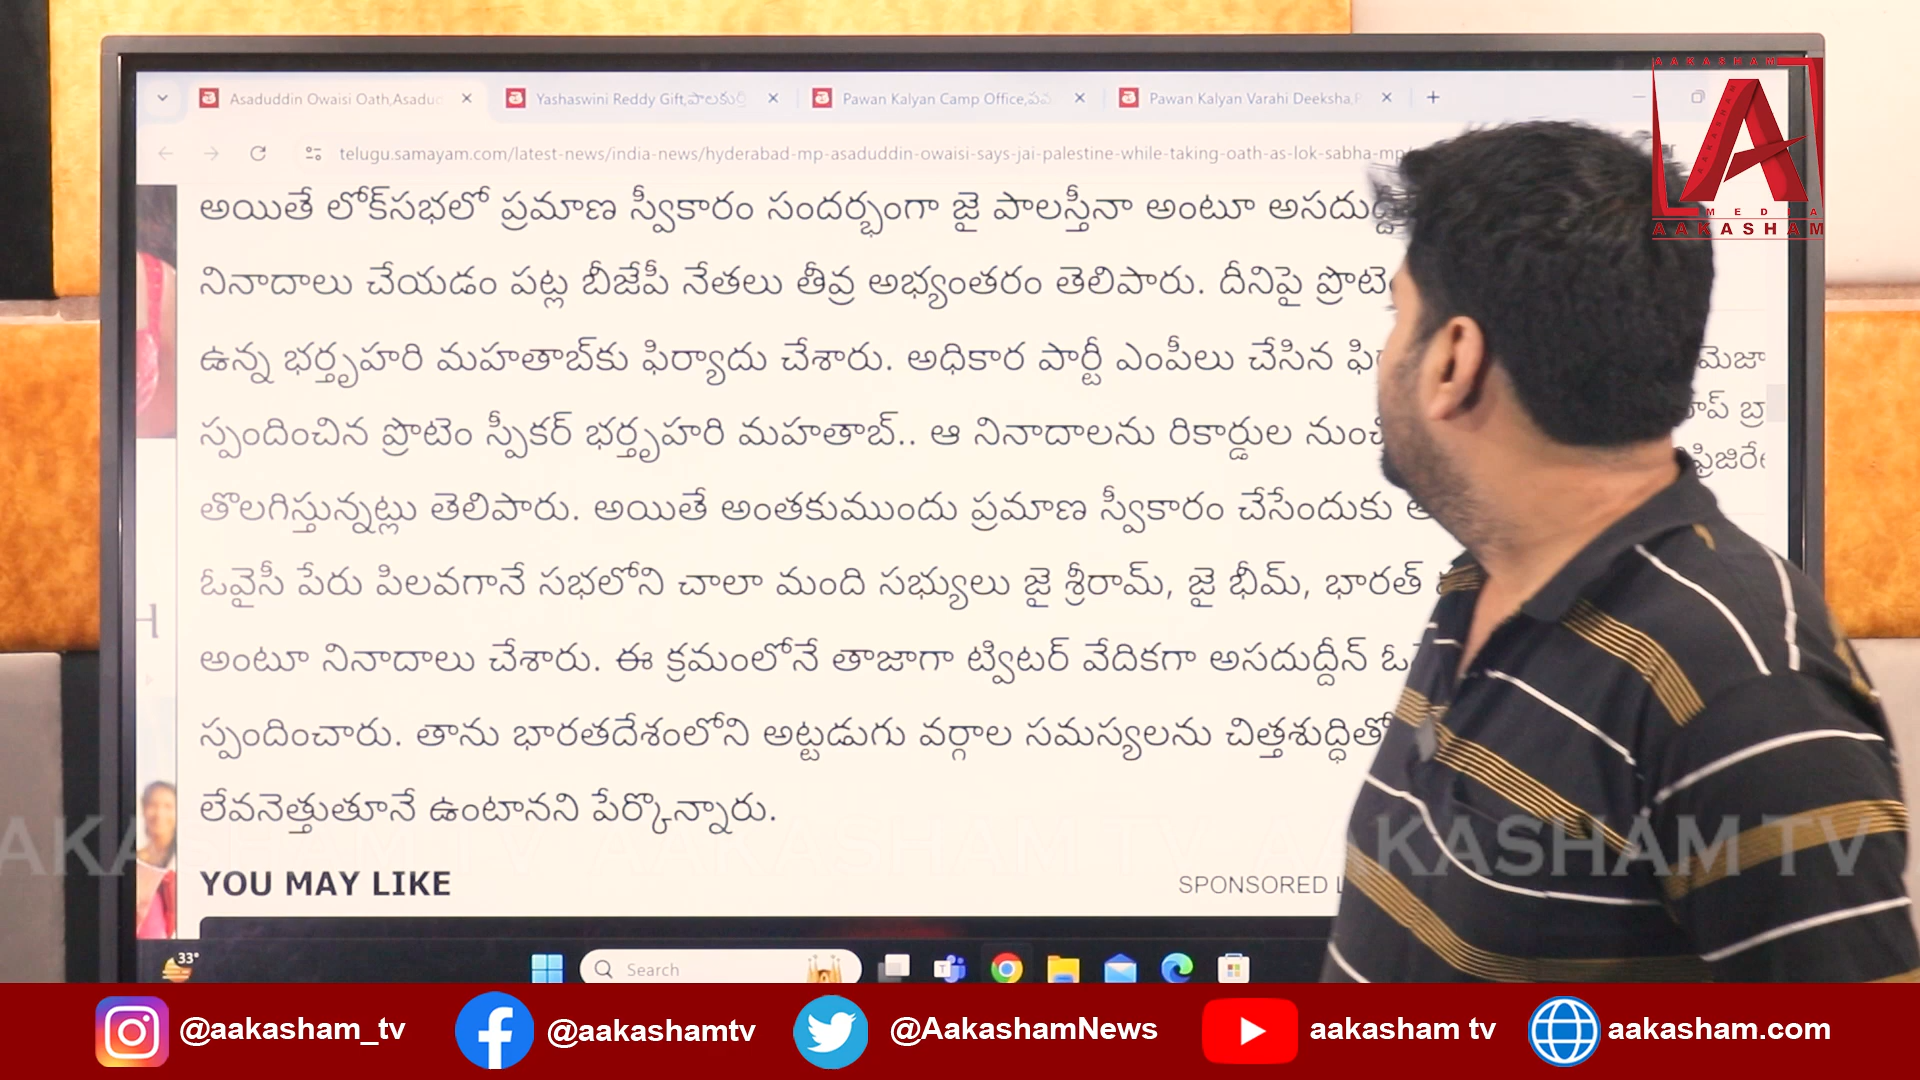 Asaduddin Owaisi Oath,Asadud
Yashaswini Reddy Gift,పాలకుర్తి
Pawan Kalyan Camp Office,పవ
Pawan Kalyan Varahi Deeksha,
telugu.samayam.com/latest-news/india-news/hyderabad-mp-asaduddin-owaisi-says-jai-palestine-while-taking-oath-as-lok-sabha-mp/
AAKASHAM
MEDIA
AAKASHAM
అయితే లోక్‌సభలో ప్రమాణ స్వీకారం సందర్భంగా జై పాలస్తీనా అంటూ
నినాదాలు చేయడం పట్ల బీజేపీ నేతలు తీవ్ర అభ్యంతరం తెలిపారు. దీనిపై
ఉన్న భర్తృహరి మహతాబ్‌కు ఫిర్యాదు చేశారు. అధికార పార్టీ ఎంపీలు చేసిన
స్పందించిన ప్రొటెం స్పీకర్ భర్తృహరి మహతాబ్.. ఆ నినాదాలను రికార్డుల
తొలగిస్తున్నట్లు తెలిపారు. అయితే అంతకుముందు ప్రమాణ స్వీకారం చేసేందుకు
ఓవైసీ పేరు పిలవగానే సభలోని చాలా మంది సభ్యులు జై శ్రీరామ్, జై భీమ్, భారత్
అంటూ నినాదాలు చేశారు. ఈ క్రమంలోనే తాజాగా ట్విటర్ వేదికగా అసదుద్దీన్
స్పందించారు. తాను భారతదేశంలోని అట్టడుగు వర్గాల సమస్యలను చిత్తశుద్ధితో
లేవనెత్తుతూనే ఉంటానని పేర్కొన్నారు.
AAKASHAM TV
YOU MAY LIKE
SPONSORED
33°
Search
@aakasham_tv
@aakashamtv
@AakashamNews
aakasham tv
aakasham.com